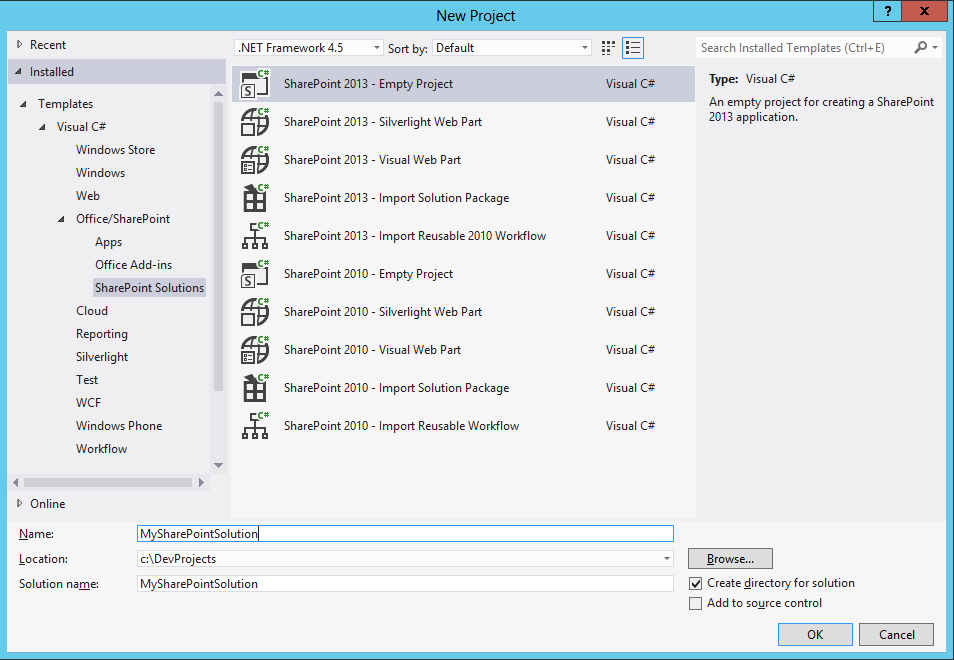 New Project
? x
Recent
Installed
Templates
Visual C#
Windows Store
Windows
Web
Office/SharePoint
Apps
Office Add-ins
SharePoint Solutions
Cloud
Reporting
Silverlight
Test
WCF
Windows Phone
Workflow
Online
.NET Framework 4.5 Sort by: Default
C# S SharePoint 2013 - Empty Project Visual C#
C# SharePoint 2013 - Silverlight Web Part Visual C#
C# SharePoint 2013 - Visual Web Part Visual C#
C# SharePoint 2013 - Import Solution Package Visual C#
C# SharePoint 2013 - Import Reusable 2010 Workflow Visual C#
C# S SharePoint 2010 - Empty Project Visual C#
C# SharePoint 2010 - Silverlight Web Part Visual C#
C# SharePoint 2010 - Visual Web Part Visual C#
C# SharePoint 2010 - Import Solution Package Visual C#
C# SharePoint 2010 - Import Reusable Workflow Visual C#
Search Installed Templates (Ctrl+E)
Type: Visual C#
An empty project for creating a SharePoint
2013 application.
Name: MySharePointSolution
Location: c:\DevProjects Browse...
Solution name: MySharePointSolution
Create directory for solution
Add to source control
OK Cancel